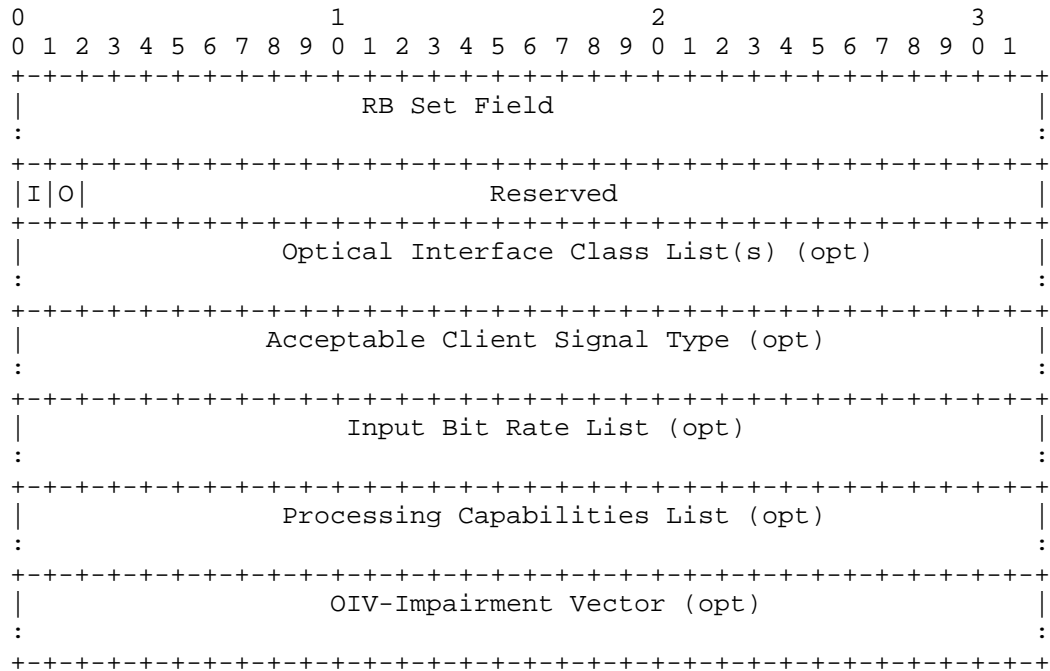 0                   1                   2                   3
0 1 2 3 4 5 6 7 8 9 0 1 2 3 4 5 6 7 8 9 0 1 2 3 4 5 6 7 8 9 0 1
+-+-+-+-+-+-+-+-+-+-+-+-+-+-+-+-+-+-+-+-+-+-+-+-+-+-+-+-+-+-+-+-+
|                     RB Set Field                              |
:                                                               :
+-+-+-+-+-+-+-+-+-+-+-+-+-+-+-+-+-+-+-+-+-+-+-+-+-+-+-+-+-+-+-+-+
|I|O|                         Reserved                          |
+-+-+-+-+-+-+-+-+-+-+-+-+-+-+-+-+-+-+-+-+-+-+-+-+-+-+-+-+-+-+-+-+
|                Optical Interface Class List(s) (opt)          |
:                                                               :
+-+-+-+-+-+-+-+-+-+-+-+-+-+-+-+-+-+-+-+-+-+-+-+-+-+-+-+-+-+-+-+-+
|               Acceptable Client Signal Type (opt)             |
:                                                               :
+-+-+-+-+-+-+-+-+-+-+-+-+-+-+-+-+-+-+-+-+-+-+-+-+-+-+-+-+-+-+-+-+
|                    Input Bit Rate List (opt)                  |
:                                                               :
+-+-+-+-+-+-+-+-+-+-+-+-+-+-+-+-+-+-+-+-+-+-+-+-+-+-+-+-+-+-+-+-+
|                Processing Capabilities List (opt)             |
:                                                               :
+-+-+-+-+-+-+-+-+-+-+-+-+-+-+-+-+-+-+-+-+-+-+-+-+-+-+-+-+-+-+-+-+
|                   OIV-Impairment Vector (opt)                 |
:                                                               :
+-+-+-+-+-+-+-+-+-+-+-+-+-+-+-+-+-+-+-+-+-+-+-+-+-+-+-+-+-+-+-+-+